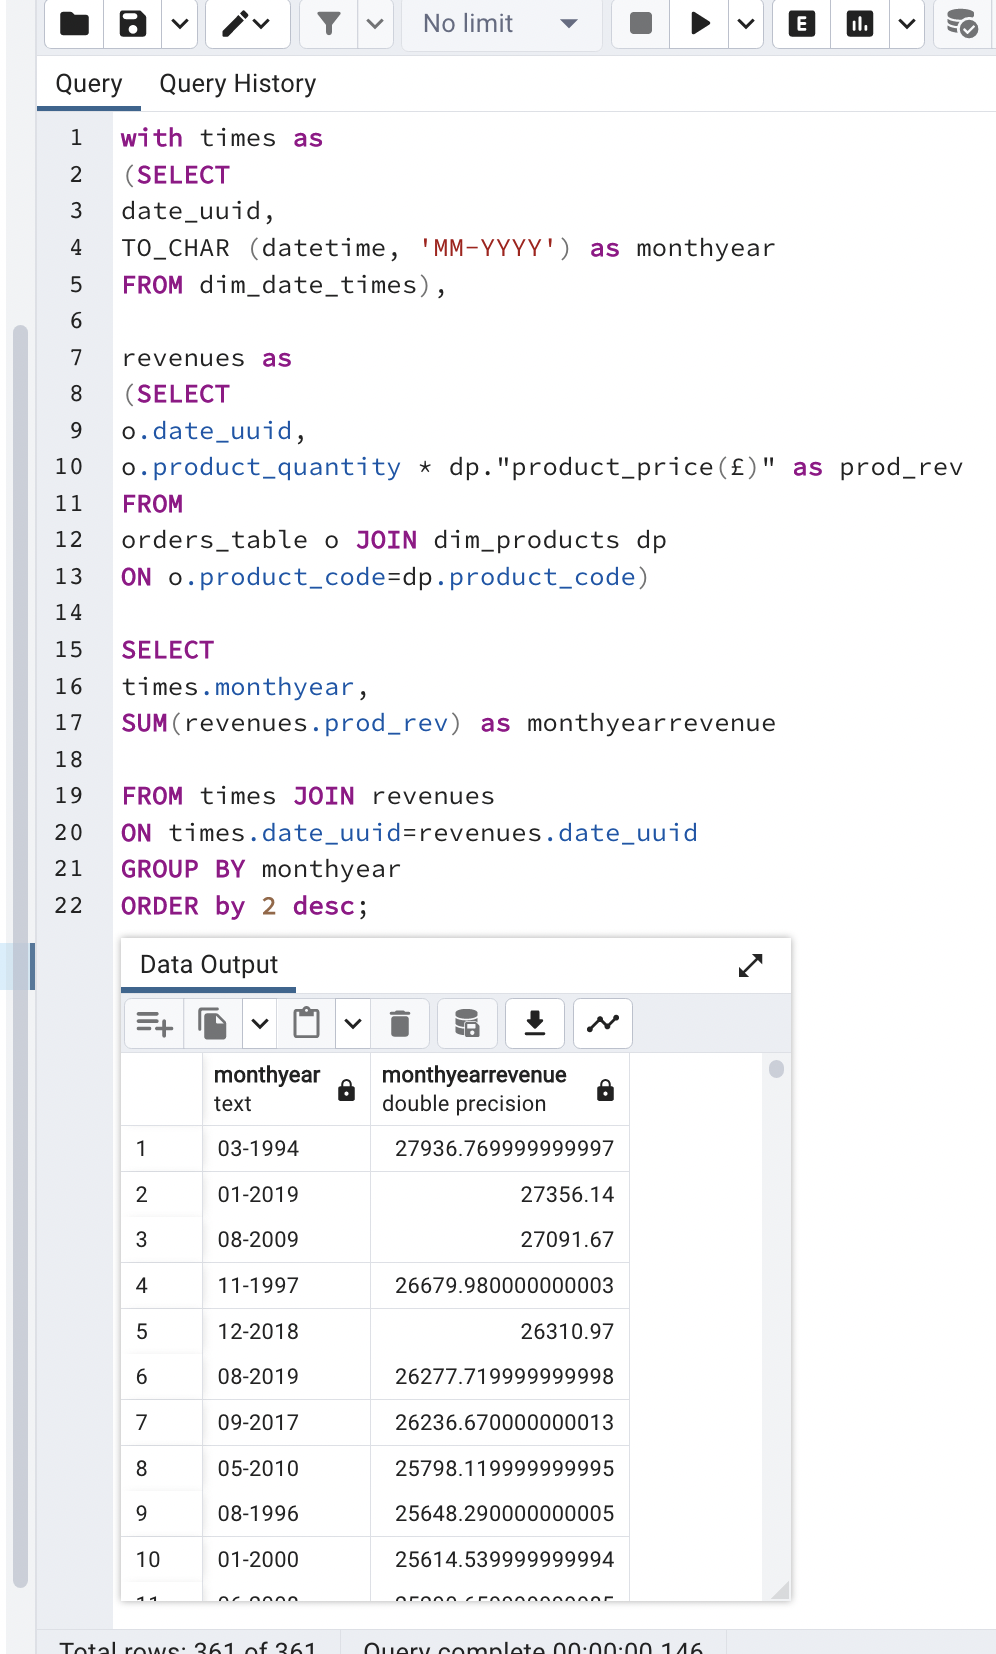 No limit
E
Query Query History
1 with times as
2 (SELECT
3 date_uuid,
4 TO_CHAR (datetime, 'MM-YYYY') as monthyear
5 FROM dim_date_times),
6
7 revenues as
8 (SELECT
9 o.date_uuid,
10 o.product_quantity * dp."product_price(£)" as prod_rev
11 FROM
12 orders_table o JOIN dim_products dp
13 ON o.product_code=dp.product_code)
14
15 SELECT
16 times.monthyear,
17 SUM(revenues.prod_rev) as monthyearrevenue
18
19 FROM times JOIN revenues
20 ON times.date_uuid=revenues.date_uuid
21 GROUP BY monthyear
22 ORDER by 2 desc;
Data Output
monthyear monthyearrevenue
text double precision
1 03-1994 27936.769999999997
2 01-2019 27356.14
3 08-2009 27091.67
4 11-1997 26679.980000000003
5 12-2018 26310.97
6 08-2019 26277.719999999998
7 09-2017 26236.670000000013
8 05-2010 25798.119999999995
9 08-1996 25648.290000000005
10 01-2000 25614.539999999994
Total rows: 361 of 361 Query complete 00:00:00.146